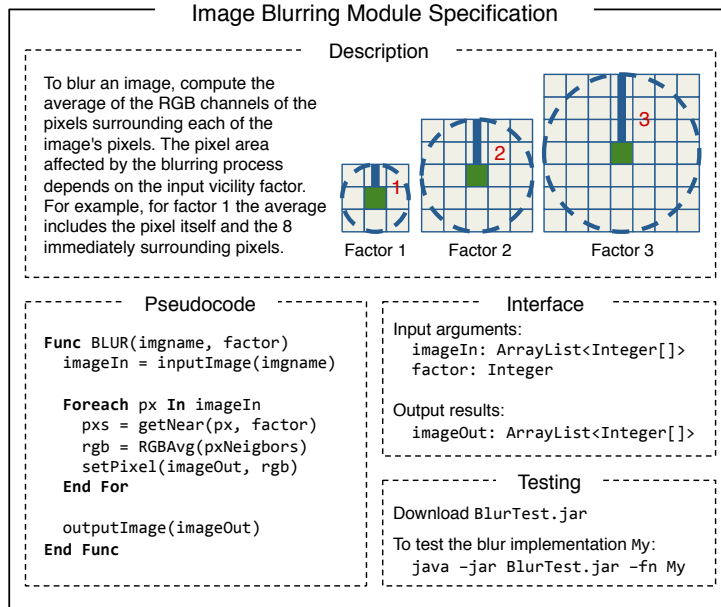 Image Blurring Module Specification
Description
To blur an image, compute the
average of the RGB channels of the
pixels surrounding each of the
image's pixels. The pixel area
affected by the blurring process
depends on the input vicility factor.
For example, for factor 1 the average
includes the pixel itself and the 8
immediately surrounding pixels.
1
2
3
Factor 1
Factor 2
Factor 3
Pseudocode
Func BLUR(imgname, factor)
imageIn = inputImage(imgname)
Foreach px In imageIn
pxs = getNear(px, factor)
rgb = RGBAvg(pxNeigbors)
setPixel(imageOut, rgb)
End For
outputImage(imageOut)
End Func
Interface
Input arguments:
imageIn: ArrayList<Integer[]>
factor: Integer
Output results:
imageOut: ArrayList<Integer[]>
Testing
Download BlurTest.jar
To test the blur implementation My:
java –jar BlurTest.jar –fn My